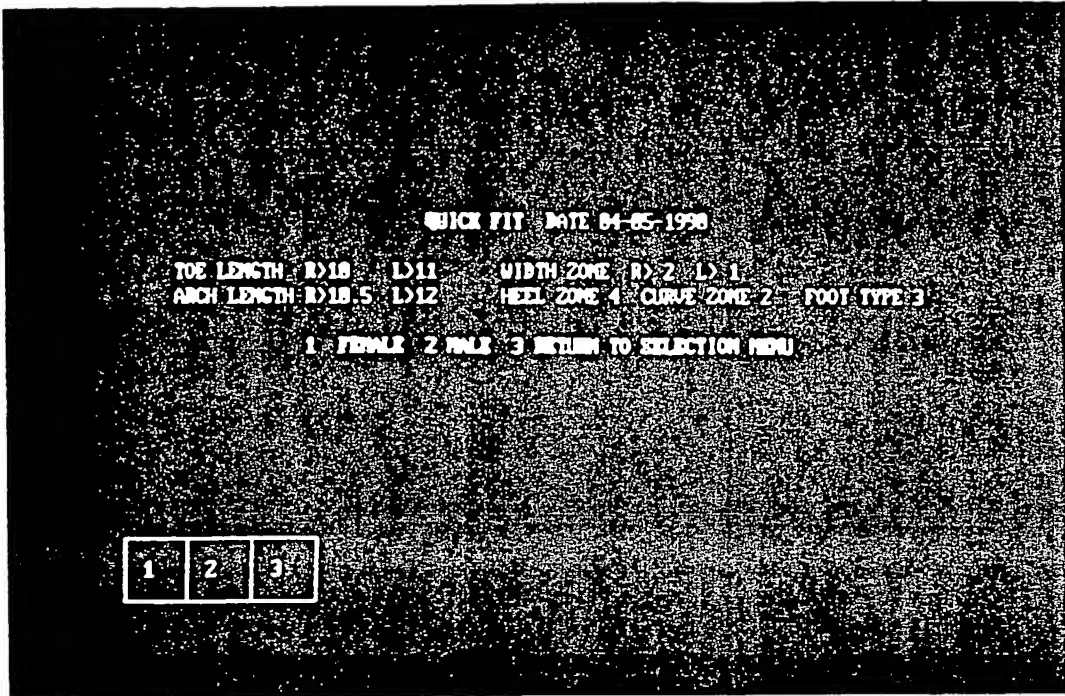 QUICK FIT DATE 04-05-1990
TOE LENGTH R>10 L>11 WIDTH ZONE R> 2 L> 1
ARCH LENGTH R>10.5 L>12 HEEL ZONE 4 CURVE ZONE 2 FOOT TYPE 3
1 FEMALE 2 MALE 3 RETURN TO SELECTION MENU
1 2 3